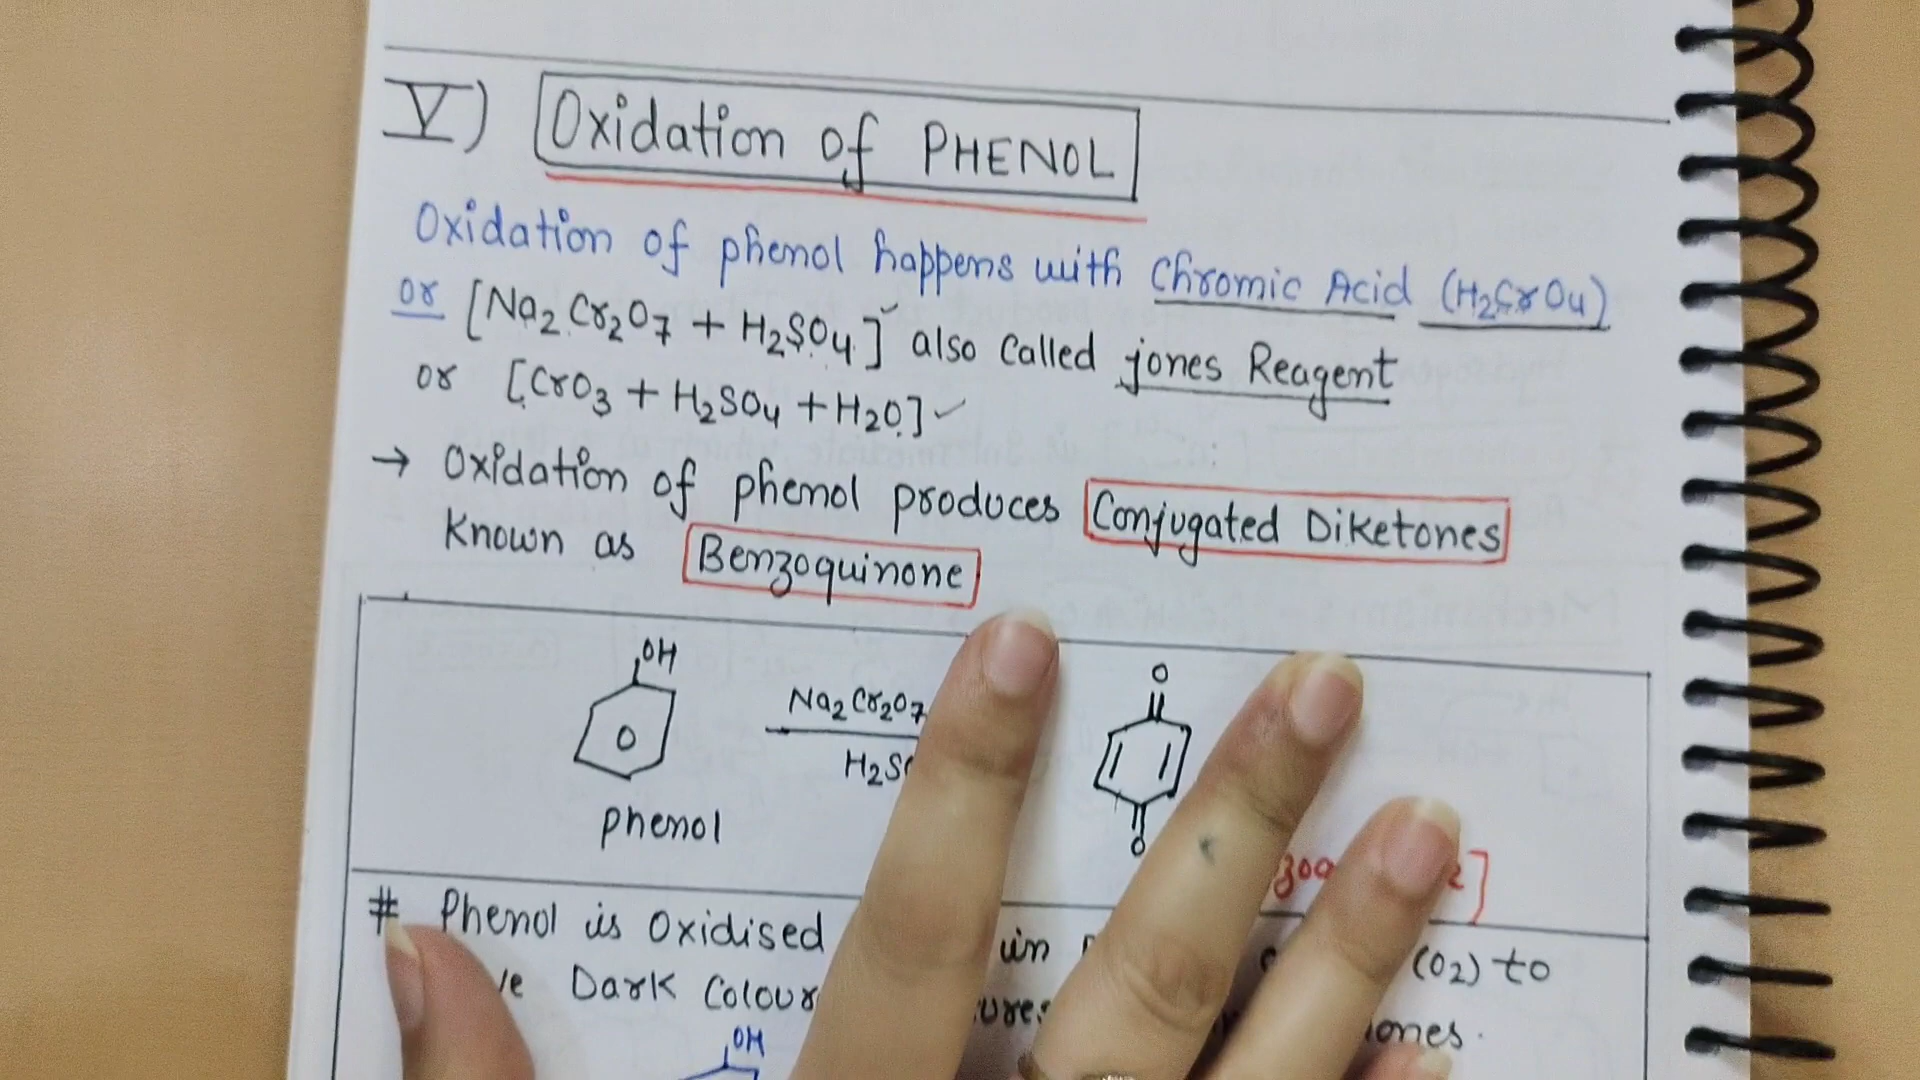 V) Oxidation of PHENOL
Oxidation of phenol happens with Chromic Acid (H2CrO4)
or [Na2Cr2O7 + H2SO4] also called jones Reagent
or [CrO3 + H2SO4 + H2O]
→ Oxidation of phenol produces Conjugated Diketones
Known as Benzoquinone
OH
O
Na2Cr2O7
H2S
O
phenol
# Phenol is Oxidised in (O2) to
Dark Colour
OH